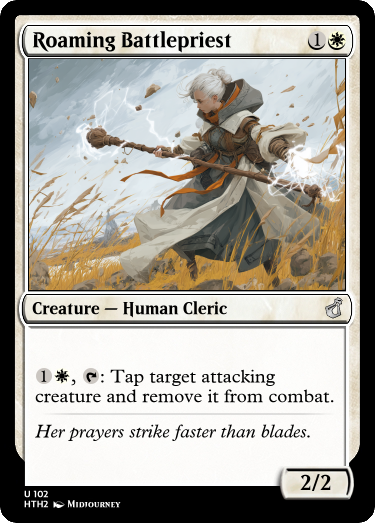 Roaming Battlepriest 1
Creature — Human Cleric
1, : Tap target attacking
creature and remove it from combat.
Her prayers strike faster than blades.
2/2
U 102
HTH2 Midjourney